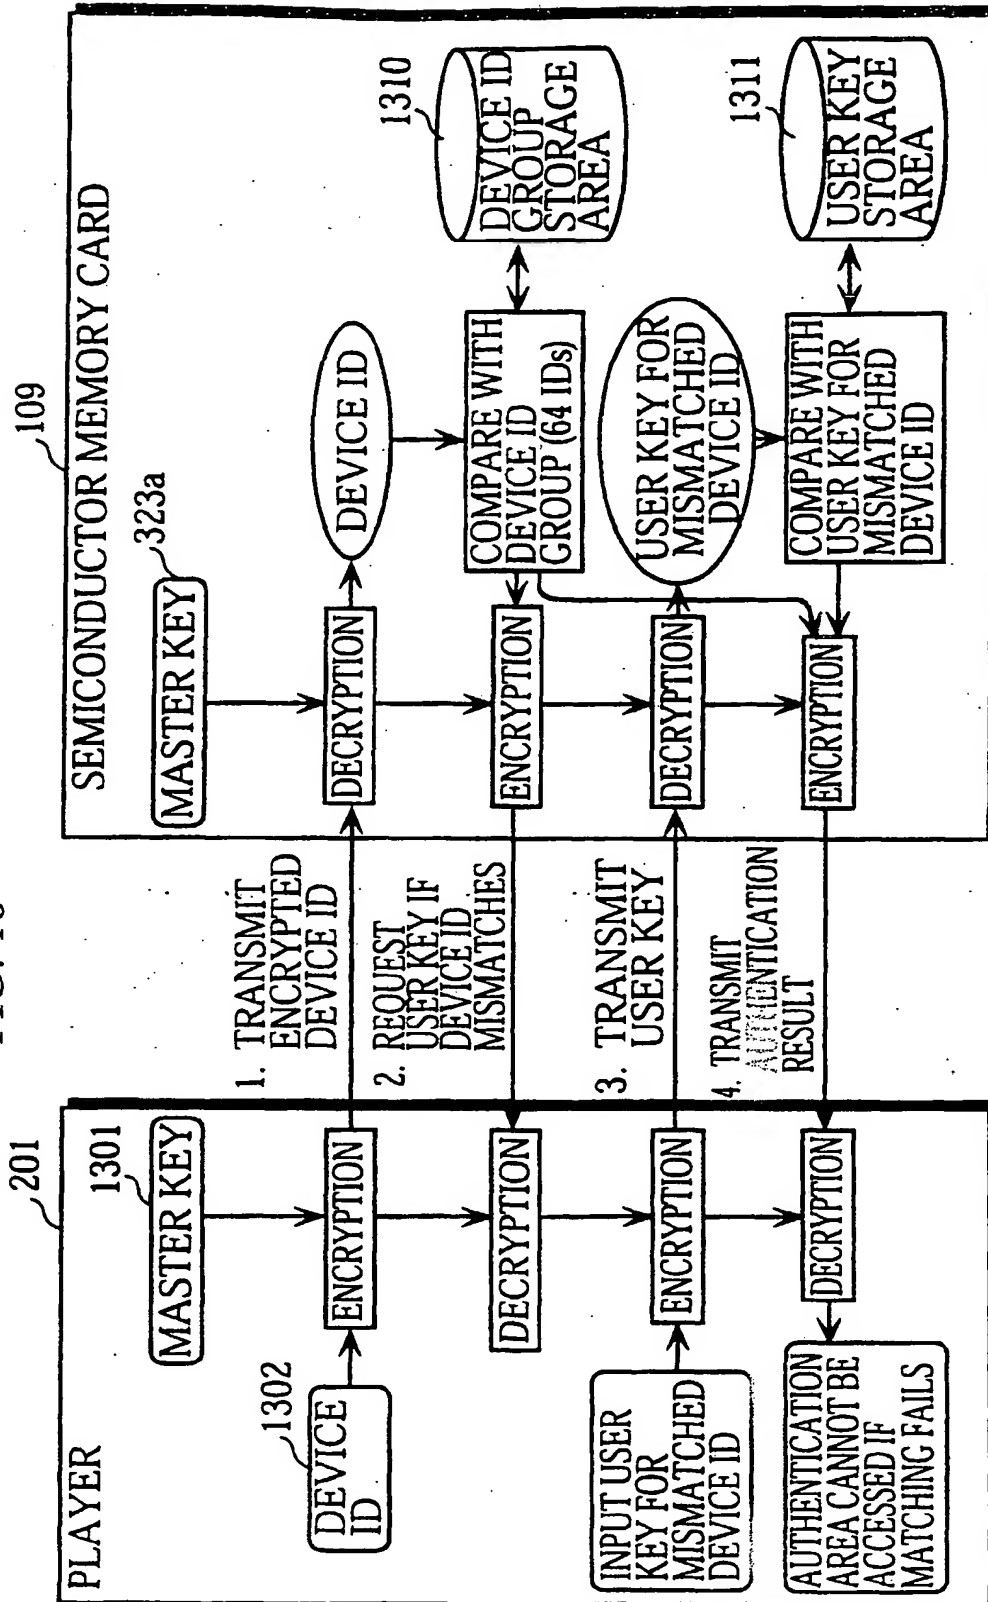 201
PLAYER
1301
MASTER KEY
1302
DEVICE
ID
ENCRYPTION
DECRYPTION
INPUT USER
KEY FOR
MISMATCHED
DEVICE ID
ENCRYPTION
AUTHENTICATION
AREA CANNOT BE
ACCESSED IF
MATCHING FAILS
DECRYPTION
1. TRANSMIT
ENCRYPTED
DEVICE ID
2. REQUEST
USER KEY IF
DEVICE ID
MISMATCHES
3. TRANSMIT
USER KEY
4. TRANSMIT
AUTHENTICATION
RESULT
109
SEMICONDUCTOR MEMORY CARD
323a
MASTER KEY
DECRYPTION
DEVICE ID
ENCRYPTION
COMPARE WITH
DEVICE ID
GROUP (64 IDs)
1310
DEVICE ID
GROUP
STORAGE
AREA
DECRYPTION
USER KEY FOR
MISMATCHED
DEVICE ID
ENCRYPTION
COMPARE WITH
USER KEY FOR
MISMATCHED
DEVICE ID
1311
USER KEY
STORAGE
AREA